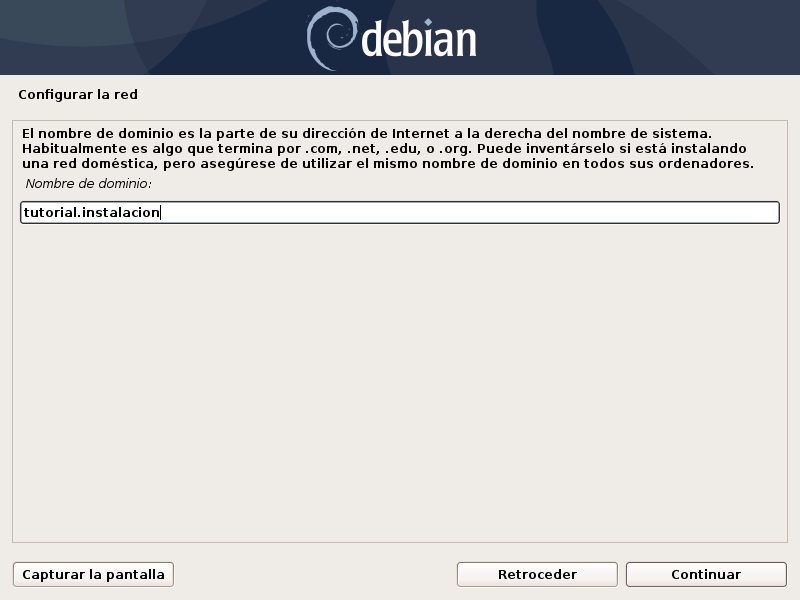 debian
Configurar la red
El nombre de dominio es la parte de su dirección de Internet a la derecha del nombre de sistema.
Habitualmente es algo que termina por .com, .net, .edu, o .org. Puede inventárselo si está instalando
una red doméstica, pero asegúrese de utilizar el mismo nombre de dominio en todos sus ordenadores.
Nombre de dominio:
tutorial.instalacion
Capturar la pantalla
Retroceder
Continuar